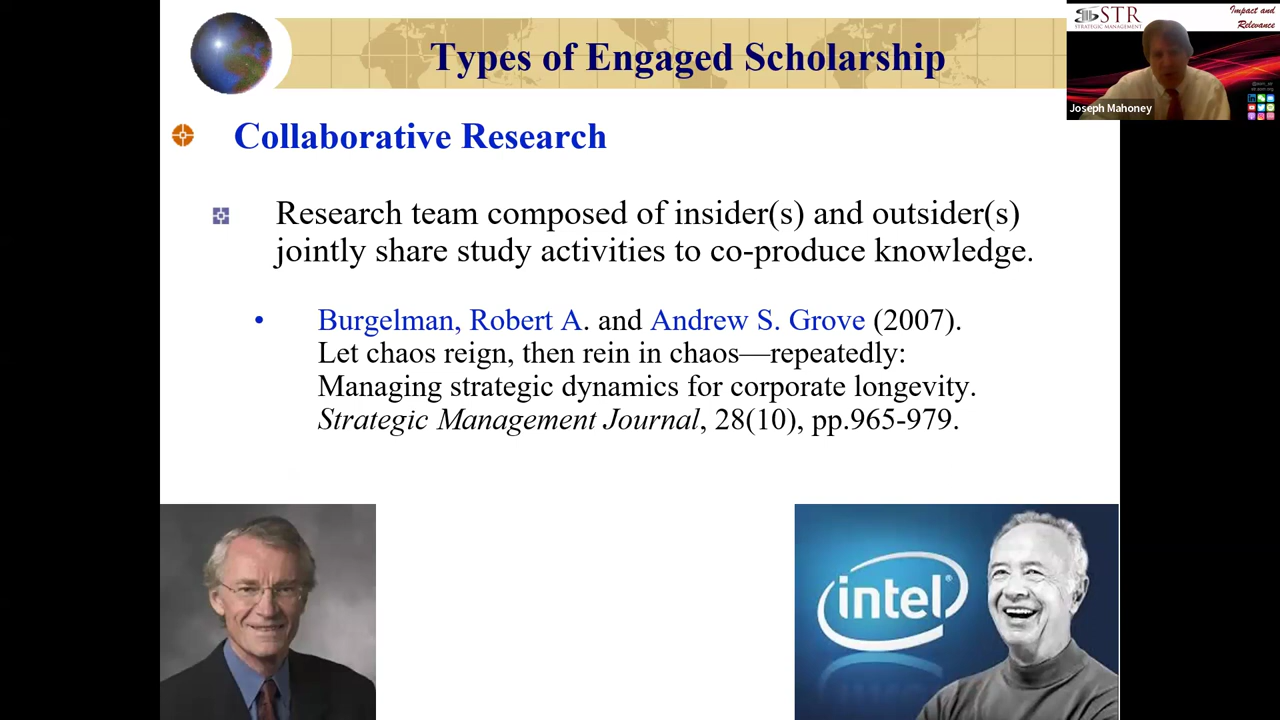 Types of Engaged Scholarship
STR
STRATEGIC MANAGEMENT
Impact and
Relevance
Joseph Mahoney
Collaborative Research
Research team composed of insider(s) and outsider(s)
jointly share study activities to co-produce knowledge.
• Burgelman, Robert A. and Andrew S. Grove (2007).
Let chaos reign, then rein in chaos—repeatedly:
Managing strategic dynamics for corporate longevity.
Strategic Management Journal, 28(10), pp.965-979.
intel®